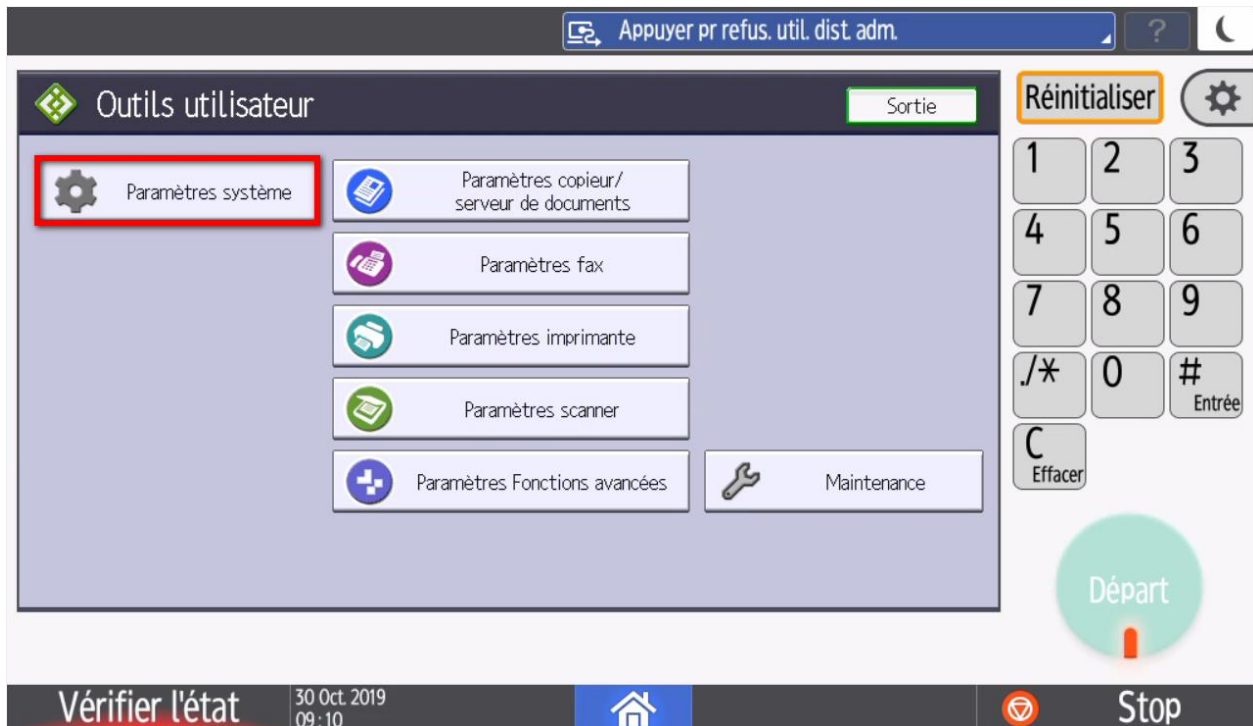 Appuyer pr refus. util. dist. adm.
?
Outils utilisateur
Sortie
Réinitialiser
Paramètres système
Paramètres copieur/
serveur de documents
Paramètres fax
Paramètres imprimante
Paramètres scanner
Paramètres Fonctions avancées
Maintenance
1 2 3
4 5 6
7 8 9
./* 0 #
Entrée
C
Effacer
Départ
Vérifier l'état
30 Oct. 2019
09:10
Stop